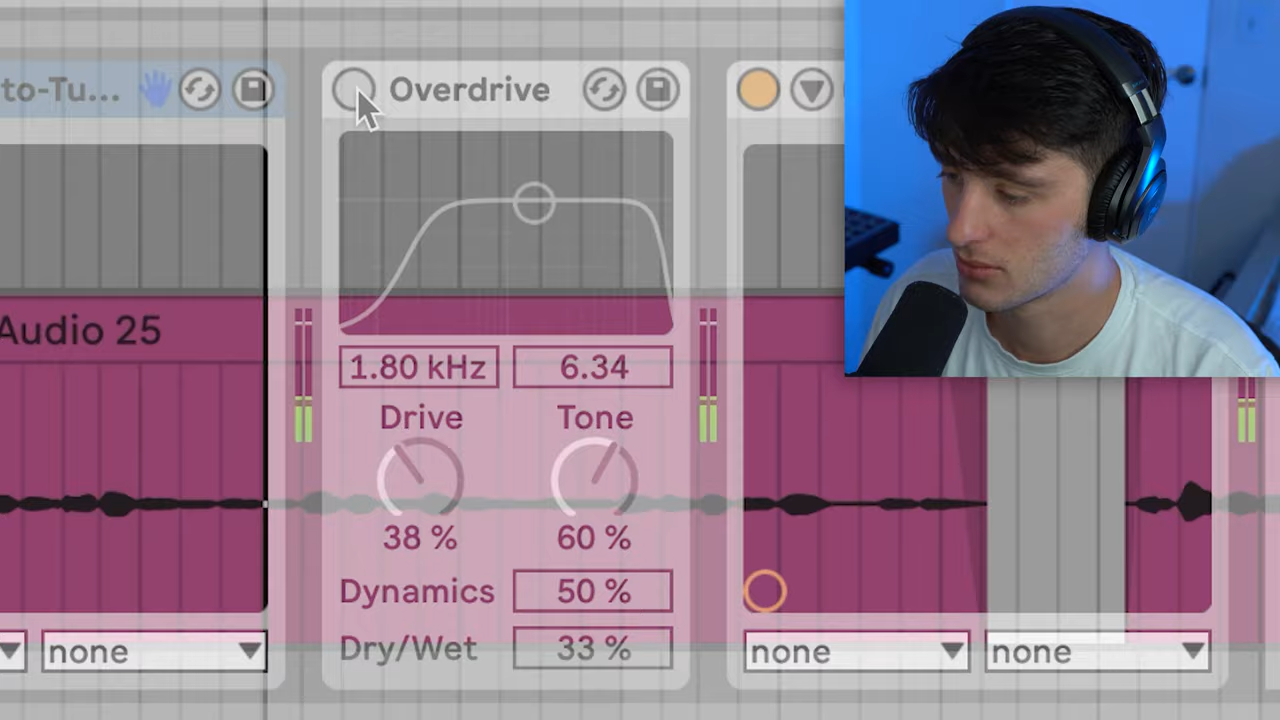 to-Tu...
Overdrive
Audio 25
1.80 kHz
6.34
Drive
Tone
38 %
60 %
Dynamics
50 %
Dry/Wet
33 %
none
none
none